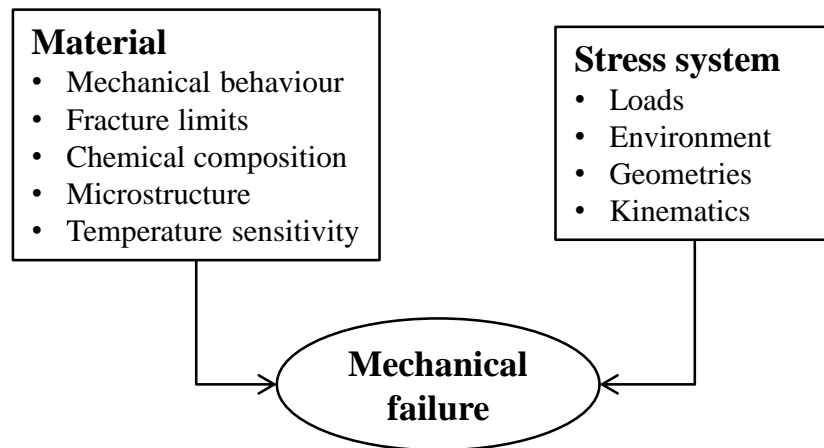 Material
• Mechanical behaviour
• Fracture limits
• Chemical composition
• Microstructure
• Temperature sensitivity
Stress system
• Loads
• Environment
• Geometries
• Kinematics
Mechanical
failure